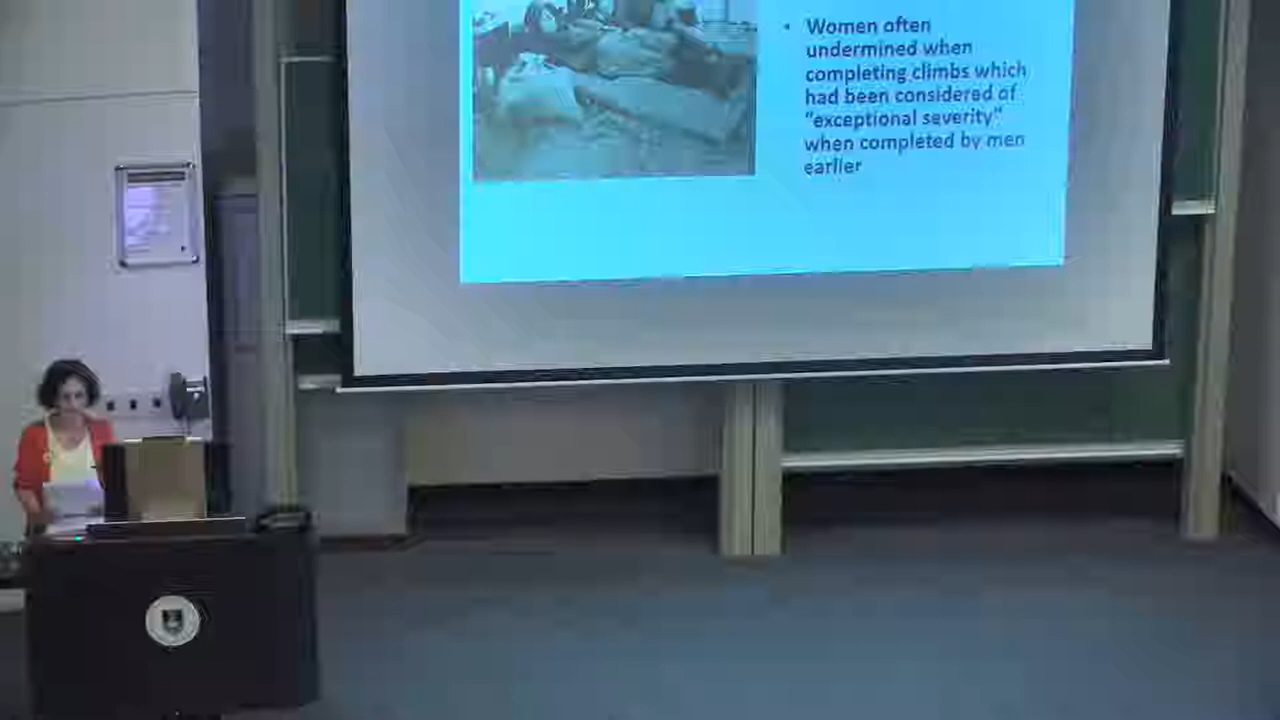 • Women often
undermined when
completing climbs which
had been considered of
"exceptional severity"
when completed by men
earlier